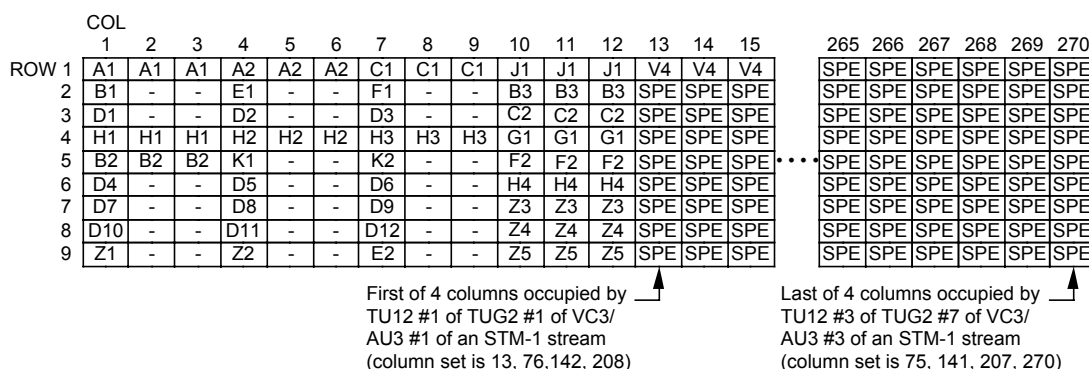 COL
1 2 3 4 5 6 7 8 9 10 11 12 13 14 15 265 266 267 268 269 270
ROW 1 A1 A1 A1 A2 A2 A2 C1 C1 C1 J1 J1 J1 V4 V4 V4 SPE SPE SPE SPE SPE SPE
2 B1 - - E1 - - F1 - - B3 B3 B3 SPE SPE SPE SPE SPE SPE SPE SPE SPE
3 D1 - - D2 - - D3 - - C2 C2 C2 SPE SPE SPE SPE SPE SPE SPE SPE SPE
4 H1 H1 H1 H2 H2 H2 H3 H3 H3 G1 G1 G1 SPE SPE SPE SPE SPE SPE SPE SPE SPE
5 B2 B2 B2 K1 - - K2 - - F2 F2 F2 SPE SPE SPE • • • • SPE SPE SPE SPE SPE SPE
6 D4 - - D5 - - D6 - - H4 H4 H4 SPE SPE SPE SPE SPE SPE SPE SPE SPE
7 D7 - - D8 - - D9 - - Z3 Z3 Z3 SPE SPE SPE SPE SPE SPE SPE SPE SPE
8 D10 - - D11 - - D12 - - Z4 Z4 Z4 SPE SPE SPE SPE SPE SPE SPE SPE SPE
9 Z1 - - Z2 - - E2 - - Z5 Z5 Z5 SPE SPE SPE SPE SPE SPE SPE SPE SPE
First of 4 columns occupied by
TU12 #1 of TUG2 #1 of VC3/
AU3 #1 of an STM-1 stream
(column set is 13, 76,142, 208)
Last of 4 columns occupied by
TU12 #3 of TUG2 #7 of VC3/
AU3 #3 of an STM-1 stream
(column set is 75, 141, 207, 270)